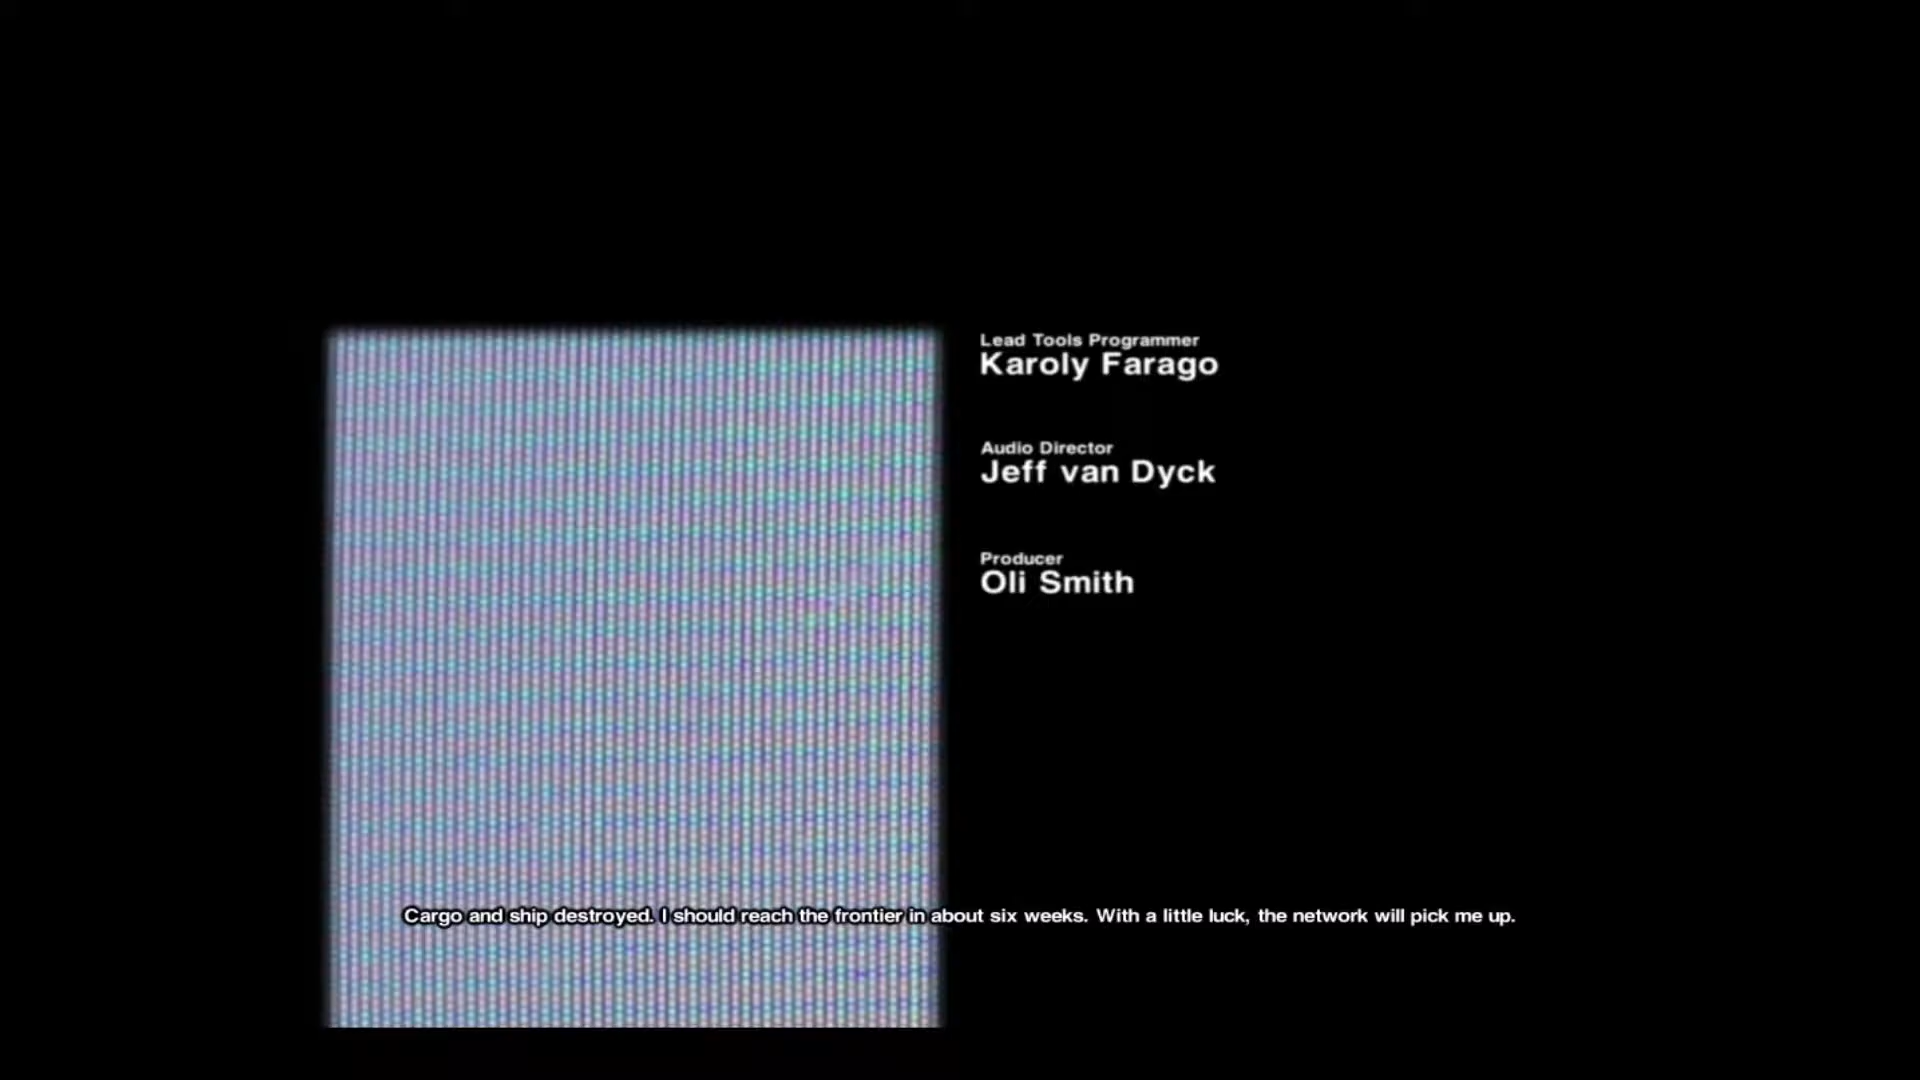 Lead Tools Programmer
Karoly Farago
Audio Director
Jeff van Dyck
Producer
Oli Smith
Cargo and ship destroyed. I should reach the frontier in about six weeks. With a little luck, the network will pick me up.